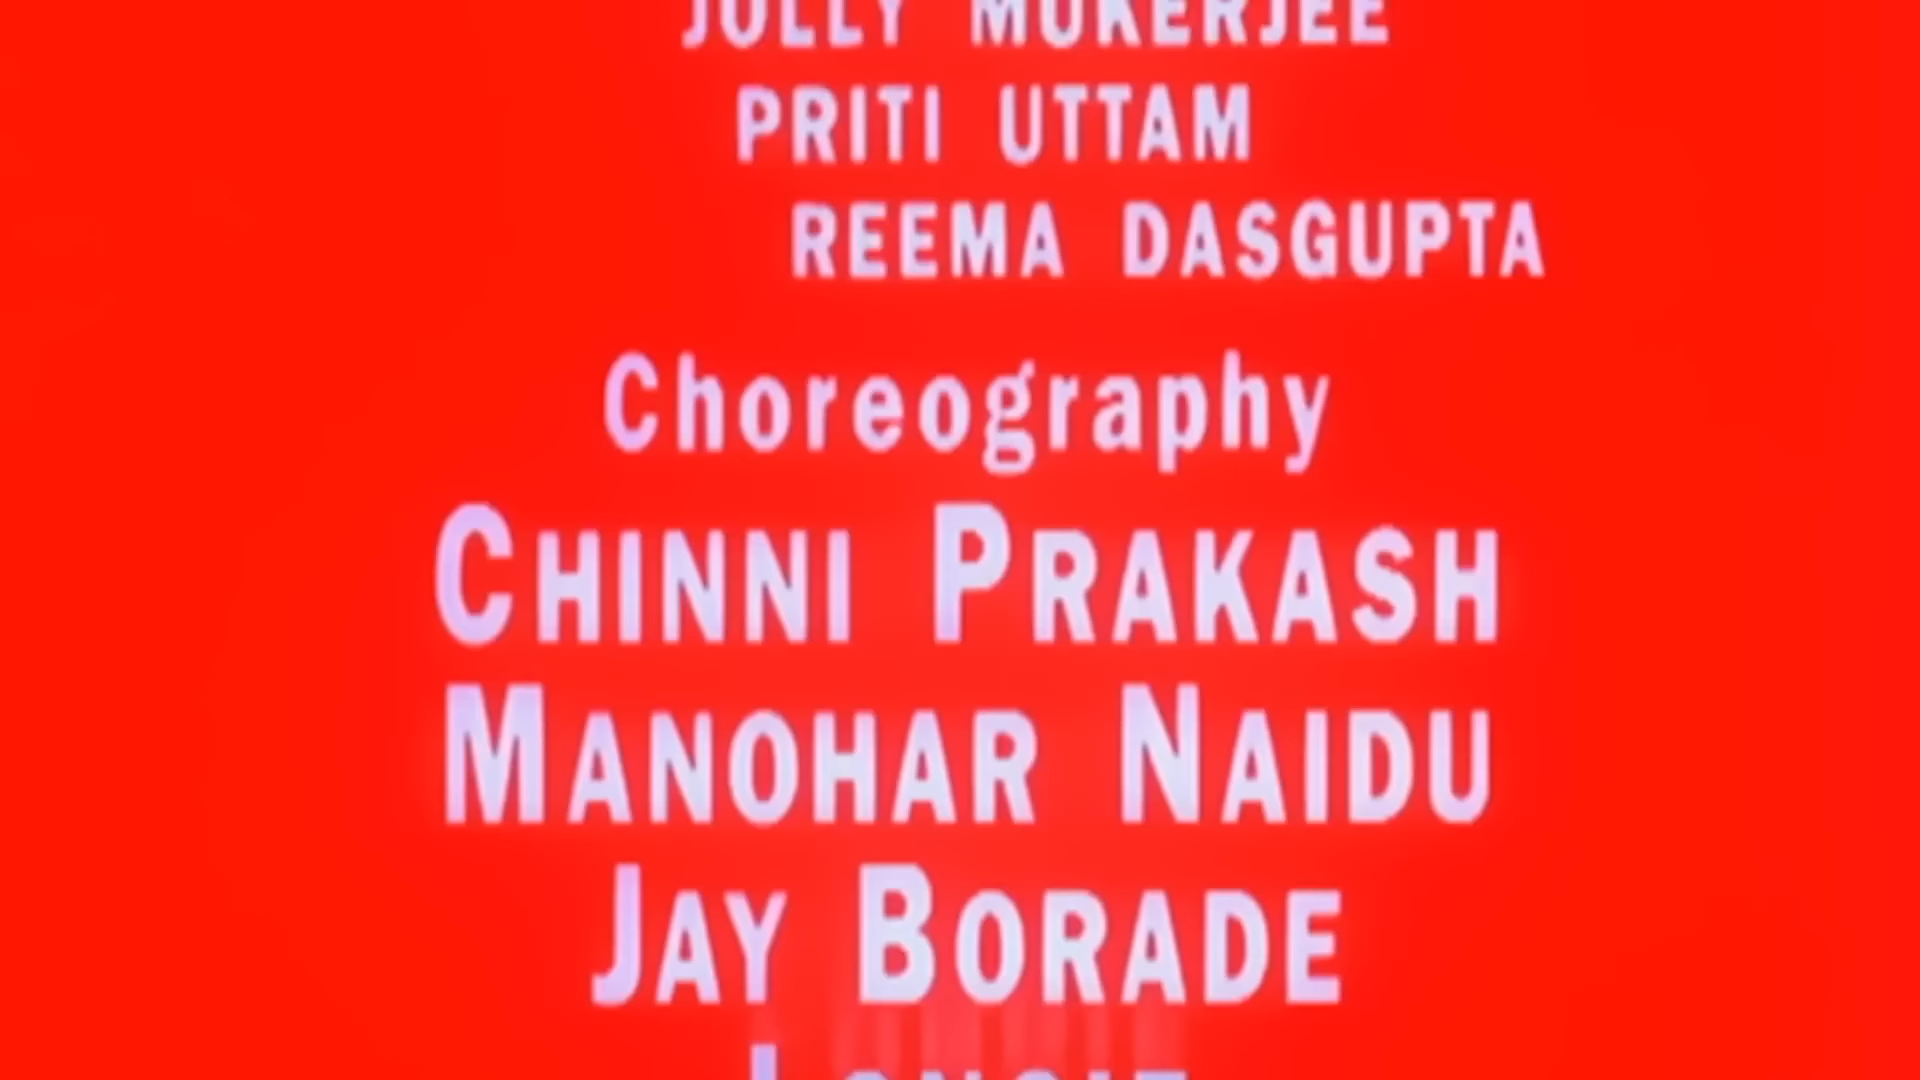 JOLLY MUKERJEE
PRITI UTTAM
REEMA DASGUPTA
Choreography
CHINNI PRAKASH
MANOHAR NAIDU
JAY BORADE